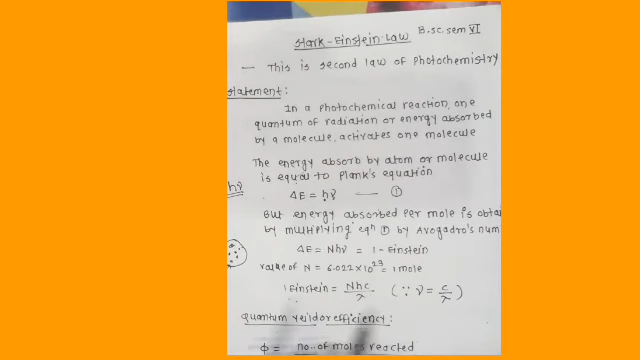 Stark-Einstein Law B.sc. sem VI
— This is second law of Photochemistry
Statement:
In a photochemical reaction, one
quantum of radiation or energy absorbed
by a molecule, activates one molecule
The energy absorb by atom or molecule
is equal to Plank's equation
hν
ΔE = hν —— ①
But energy absorbed per mole is obtai
by multiplying eqn ① by Avogadro's num
ΔE = Nhν = 1-Einstein
value of N = 6.022×10^23 = 1 mole
1 Einstein = Nhc/λ (∵ ν = c/λ)
Quantum Yeild or efficiency:
Φ = no. of moles reacted